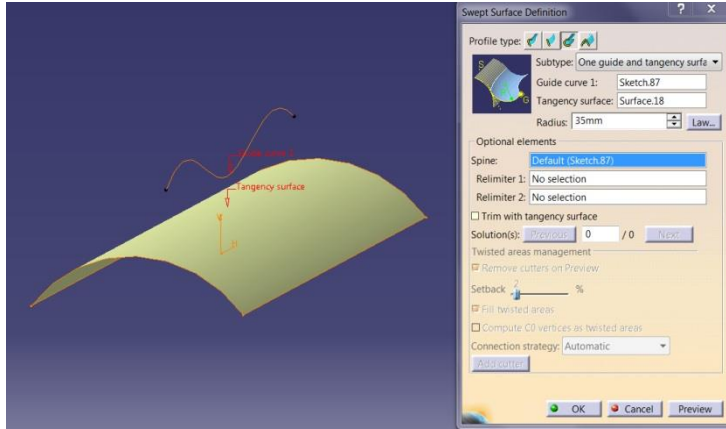 Swept Surface Definition
? X
Profile type:
Subtype: One guide and tangency surfa
S
G
Guide curve 1: Sketch.87
Tangency surface: Surface.18
Radius: 35mm Law...
Optional elements
Spine: Default (Sketch.87)
Relimiter 1: No selection
Relimiter 2: No selection
Trim with tangency surface
Solution(s): Previous 0 / 0 Next
Twisted areas management
Remove cutters on Preview
2
Setback %
Fill twisted areas
Compute C0 vertices as twisted areas
Connection strategy: Automatic
Add cutter
OK Cancel Preview
Tangency surface